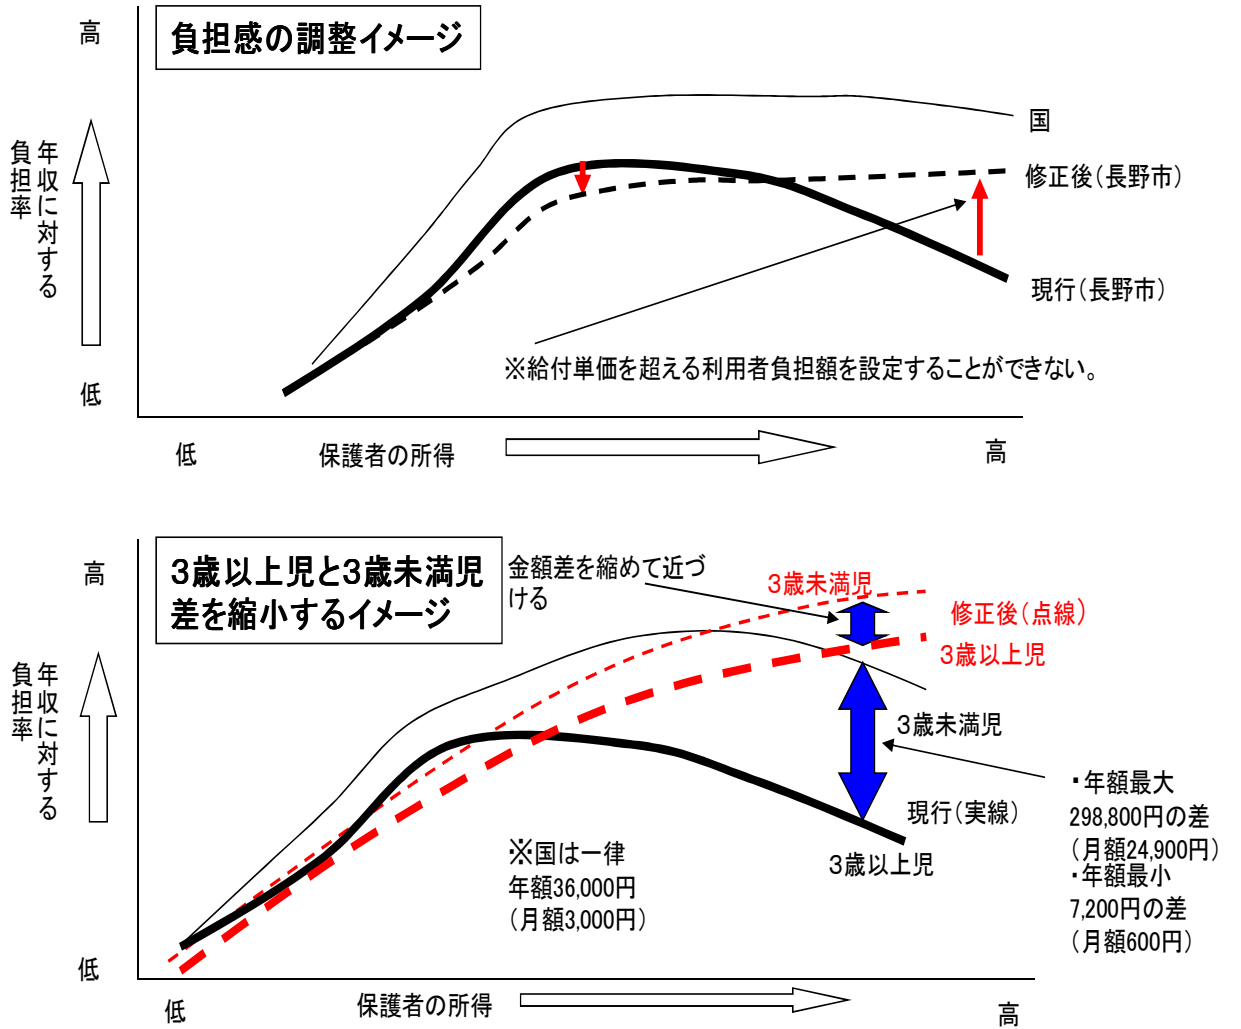 負担感の調整イメージ
高
年収に対する
負担率
低
国
修正後(長野市)
現行(長野市)
※給付単価を超える利用者負担額を設定することができない。
低
保護者の所得
高
3歳以上児と3歳未満児
差を縮小するイメージ
高
年収に対する
負担率
低
金額差を縮めて近づ
ける
3歳未満児
修正後(点線)
3歳以上児
3歳未満児
現行(実線)
3歳以上児
※国は一律
年額36,000円
(月額3,000円)
・年額最大
298,800円の差
(月額24,900円)
・年額最小
7,200円の差
(月額600円)
低
保護者の所得
高